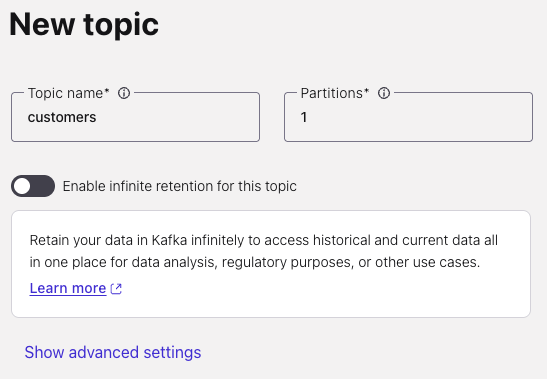 New topic
Topic name*
Partitions*
customers
1
Enable infinite retention for this topic
Retain your data in Kafka infinitely to access historical and current data all
in one place for data analysis, regulatory purposes, or other use cases.
Learn more
Show advanced settings